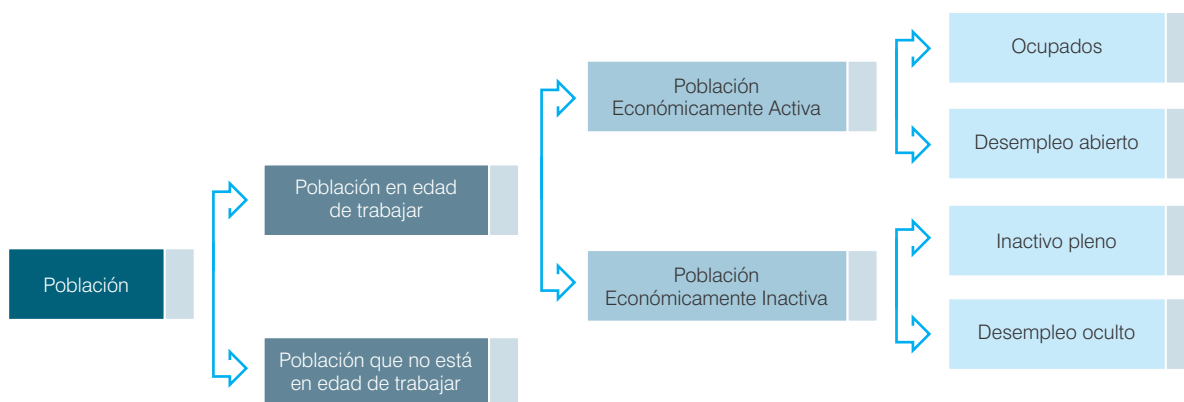 Población
Población en edad
de trabajar
Población que no está
en edad de trabajar
Población
Económicamente Activa
Población
Económicamente Inactiva
Ocupados
Desempleo abierto
Inactivo pleno
Desempleo oculto